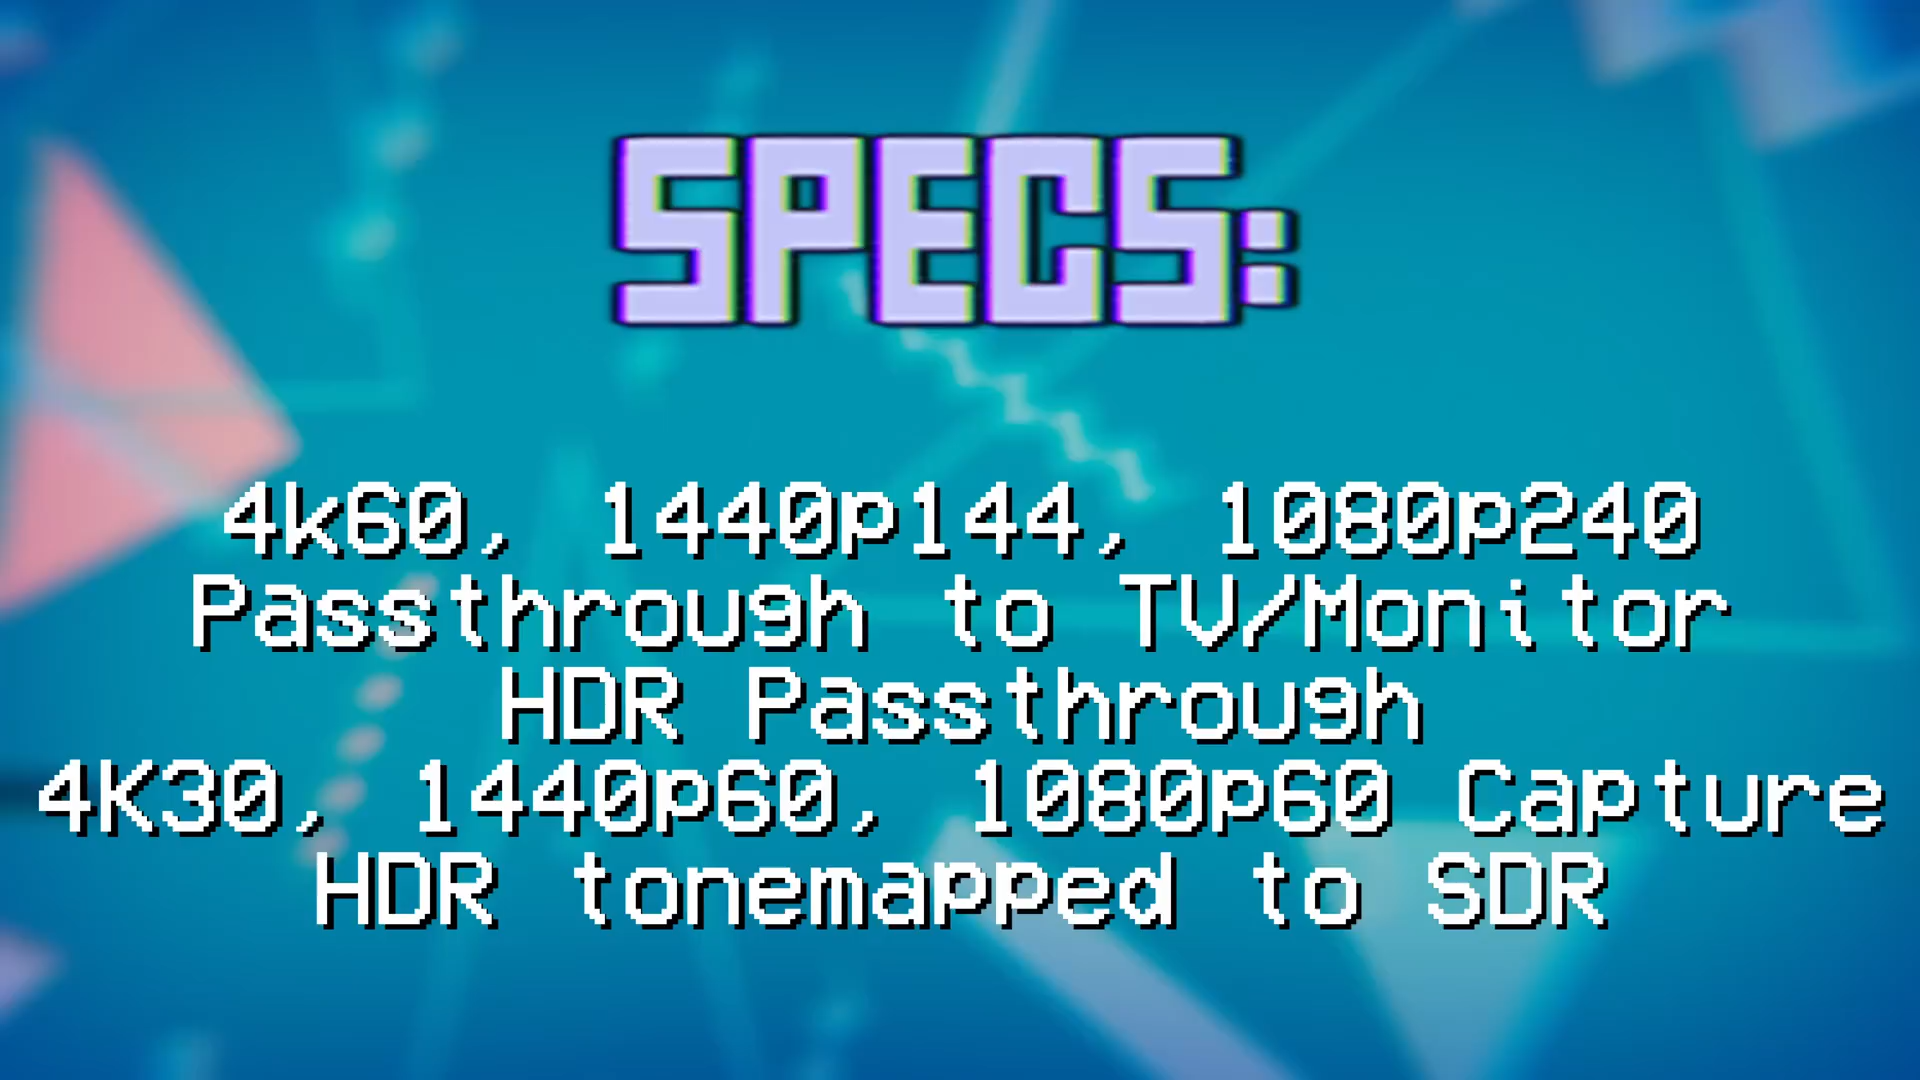 SPECS:
4k60, 1440p144, 1080p240
Passthrough to TV/Monitor
HDR Passthrough
4K30, 1440p60, 1080p60 Capture
HDR tonemapped to SDR